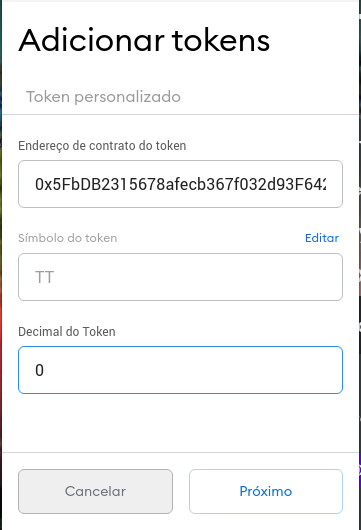 Adicionar tokens
Token personalizado
Endereço de contrato do token
0x5FbDB2315678afecb367f032d93F642
Símbolo do token Editar
TT
Decimal do Token
0
Cancelar Próximo